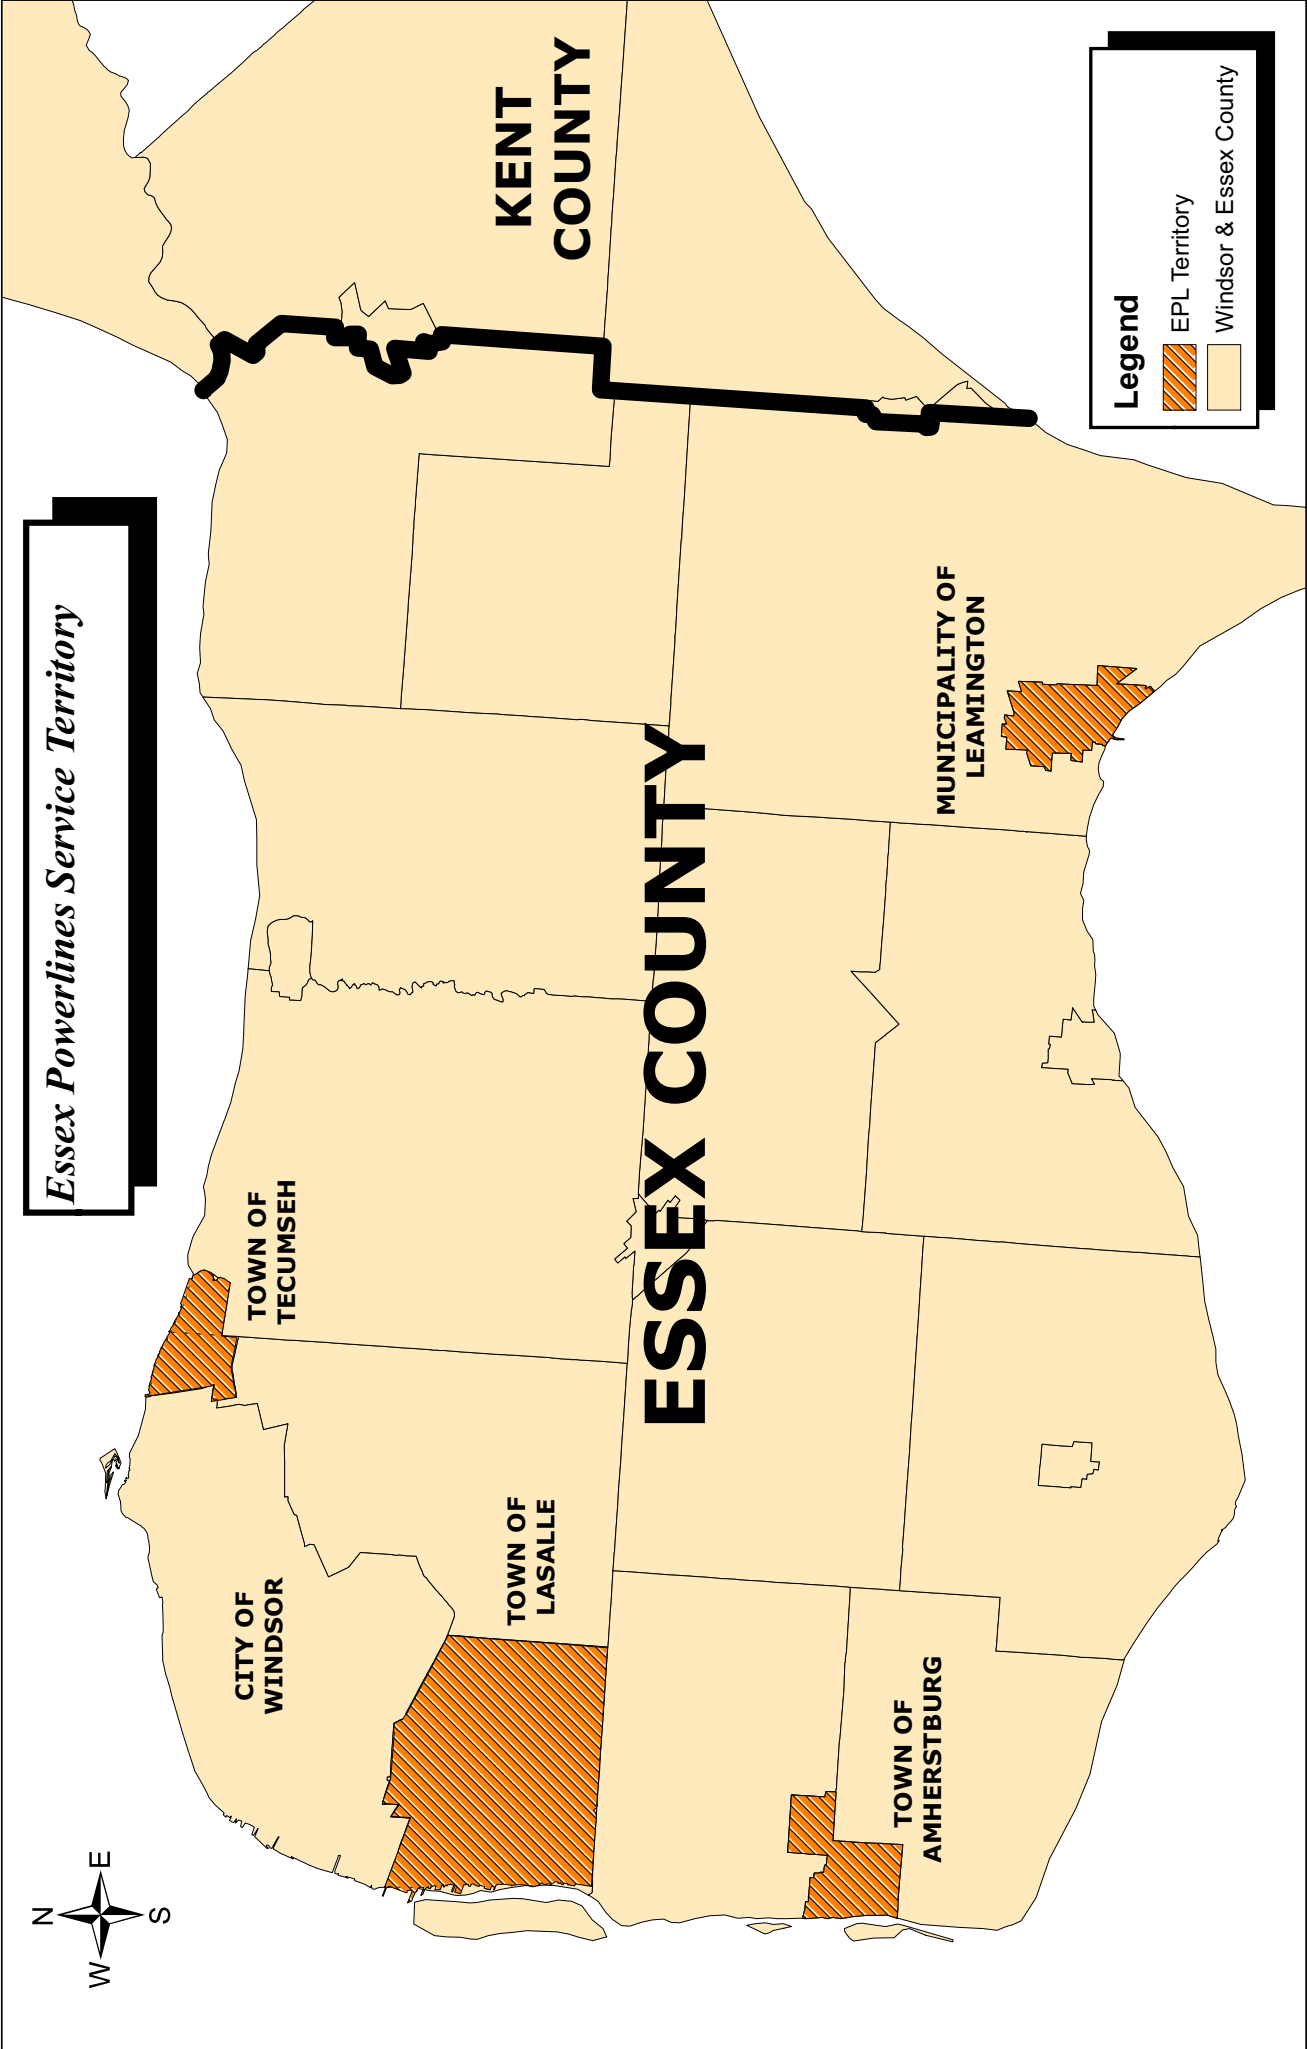 Essex Powerlines Service Territory
N
W
E
S
CITY OF
WINDSOR
TOWN OF
TECUMSEH
TOWN OF
LASALLE
KENT
COUNTY
ESSEX COUNTY
TOWN OF
AMHERSTBURG
MUNICIPALITY OF
LEAMINGTON
Legend
EPL Territory
Windsor & Essex County